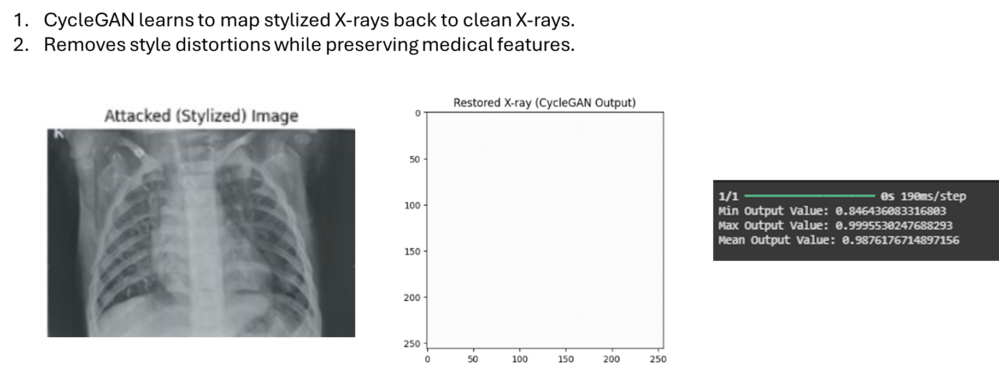 1. CycleGAN learns to map stylized X-rays back to clean X-rays.
2. Removes style distortions while preserving medical features.
Attacked (Stylized) Image
R
Restored X-ray (CycleGAN Output)
0
50
100
150
200
250
0 50 100 150 200 250
1/1 0s 190ms/step
Min Output Value: 0.846436083316803
Max Output Value: 0.9995530247688293
Mean Output Value: 0.9876176714897156